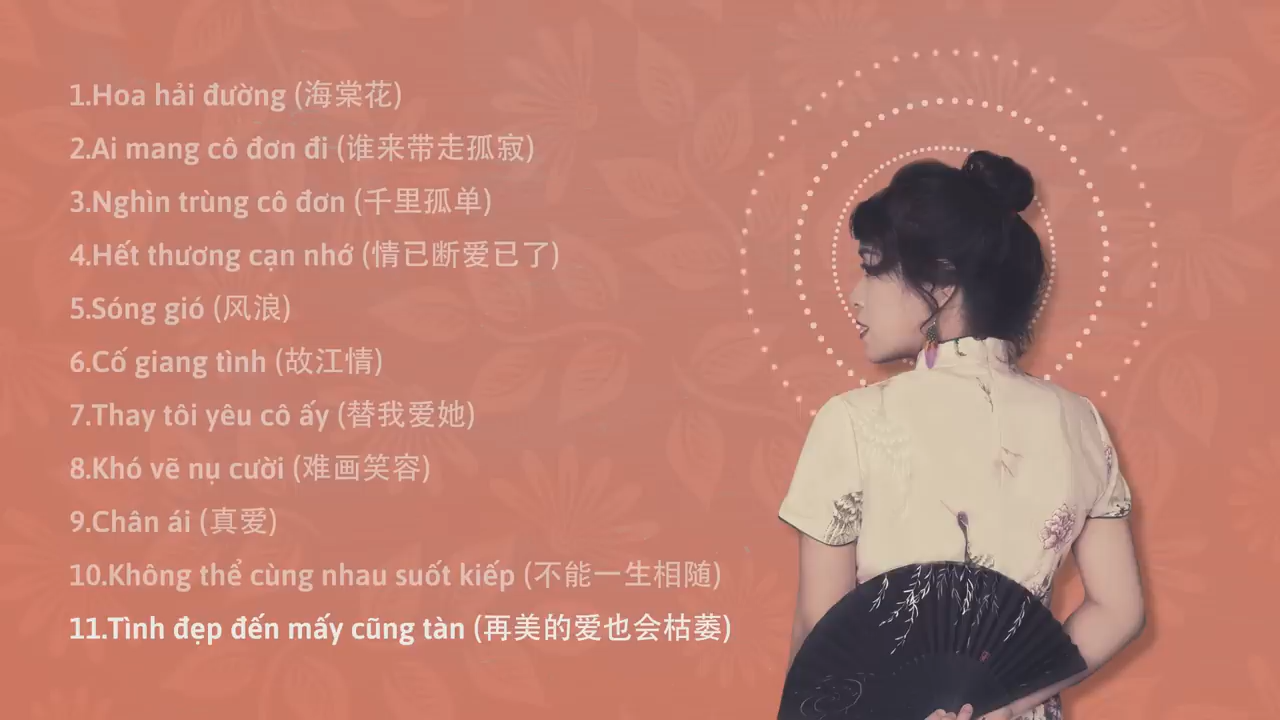 1.Hoa hải đường (海棠花)
2.Ai mang cô đơn đi (谁来带走孤寂)
3.Nghìn trùng cô đơn (千里孤单)
4.Hết thương cạn nhớ (情已断爱已了)
5.Sóng gió (风浪)
6.Cố giang tình (故江情)
7.Thay tôi yêu cô ấy (替我爱她)
8.Khó vẽ nụ cười (难画笑容)
9.Chân ái (真爱)
10.Không thể cùng nhau suốt kiếp (不能一生相随)
11.Tình đẹp đến mấy cũng tàn (再美的爱也会枯萎)